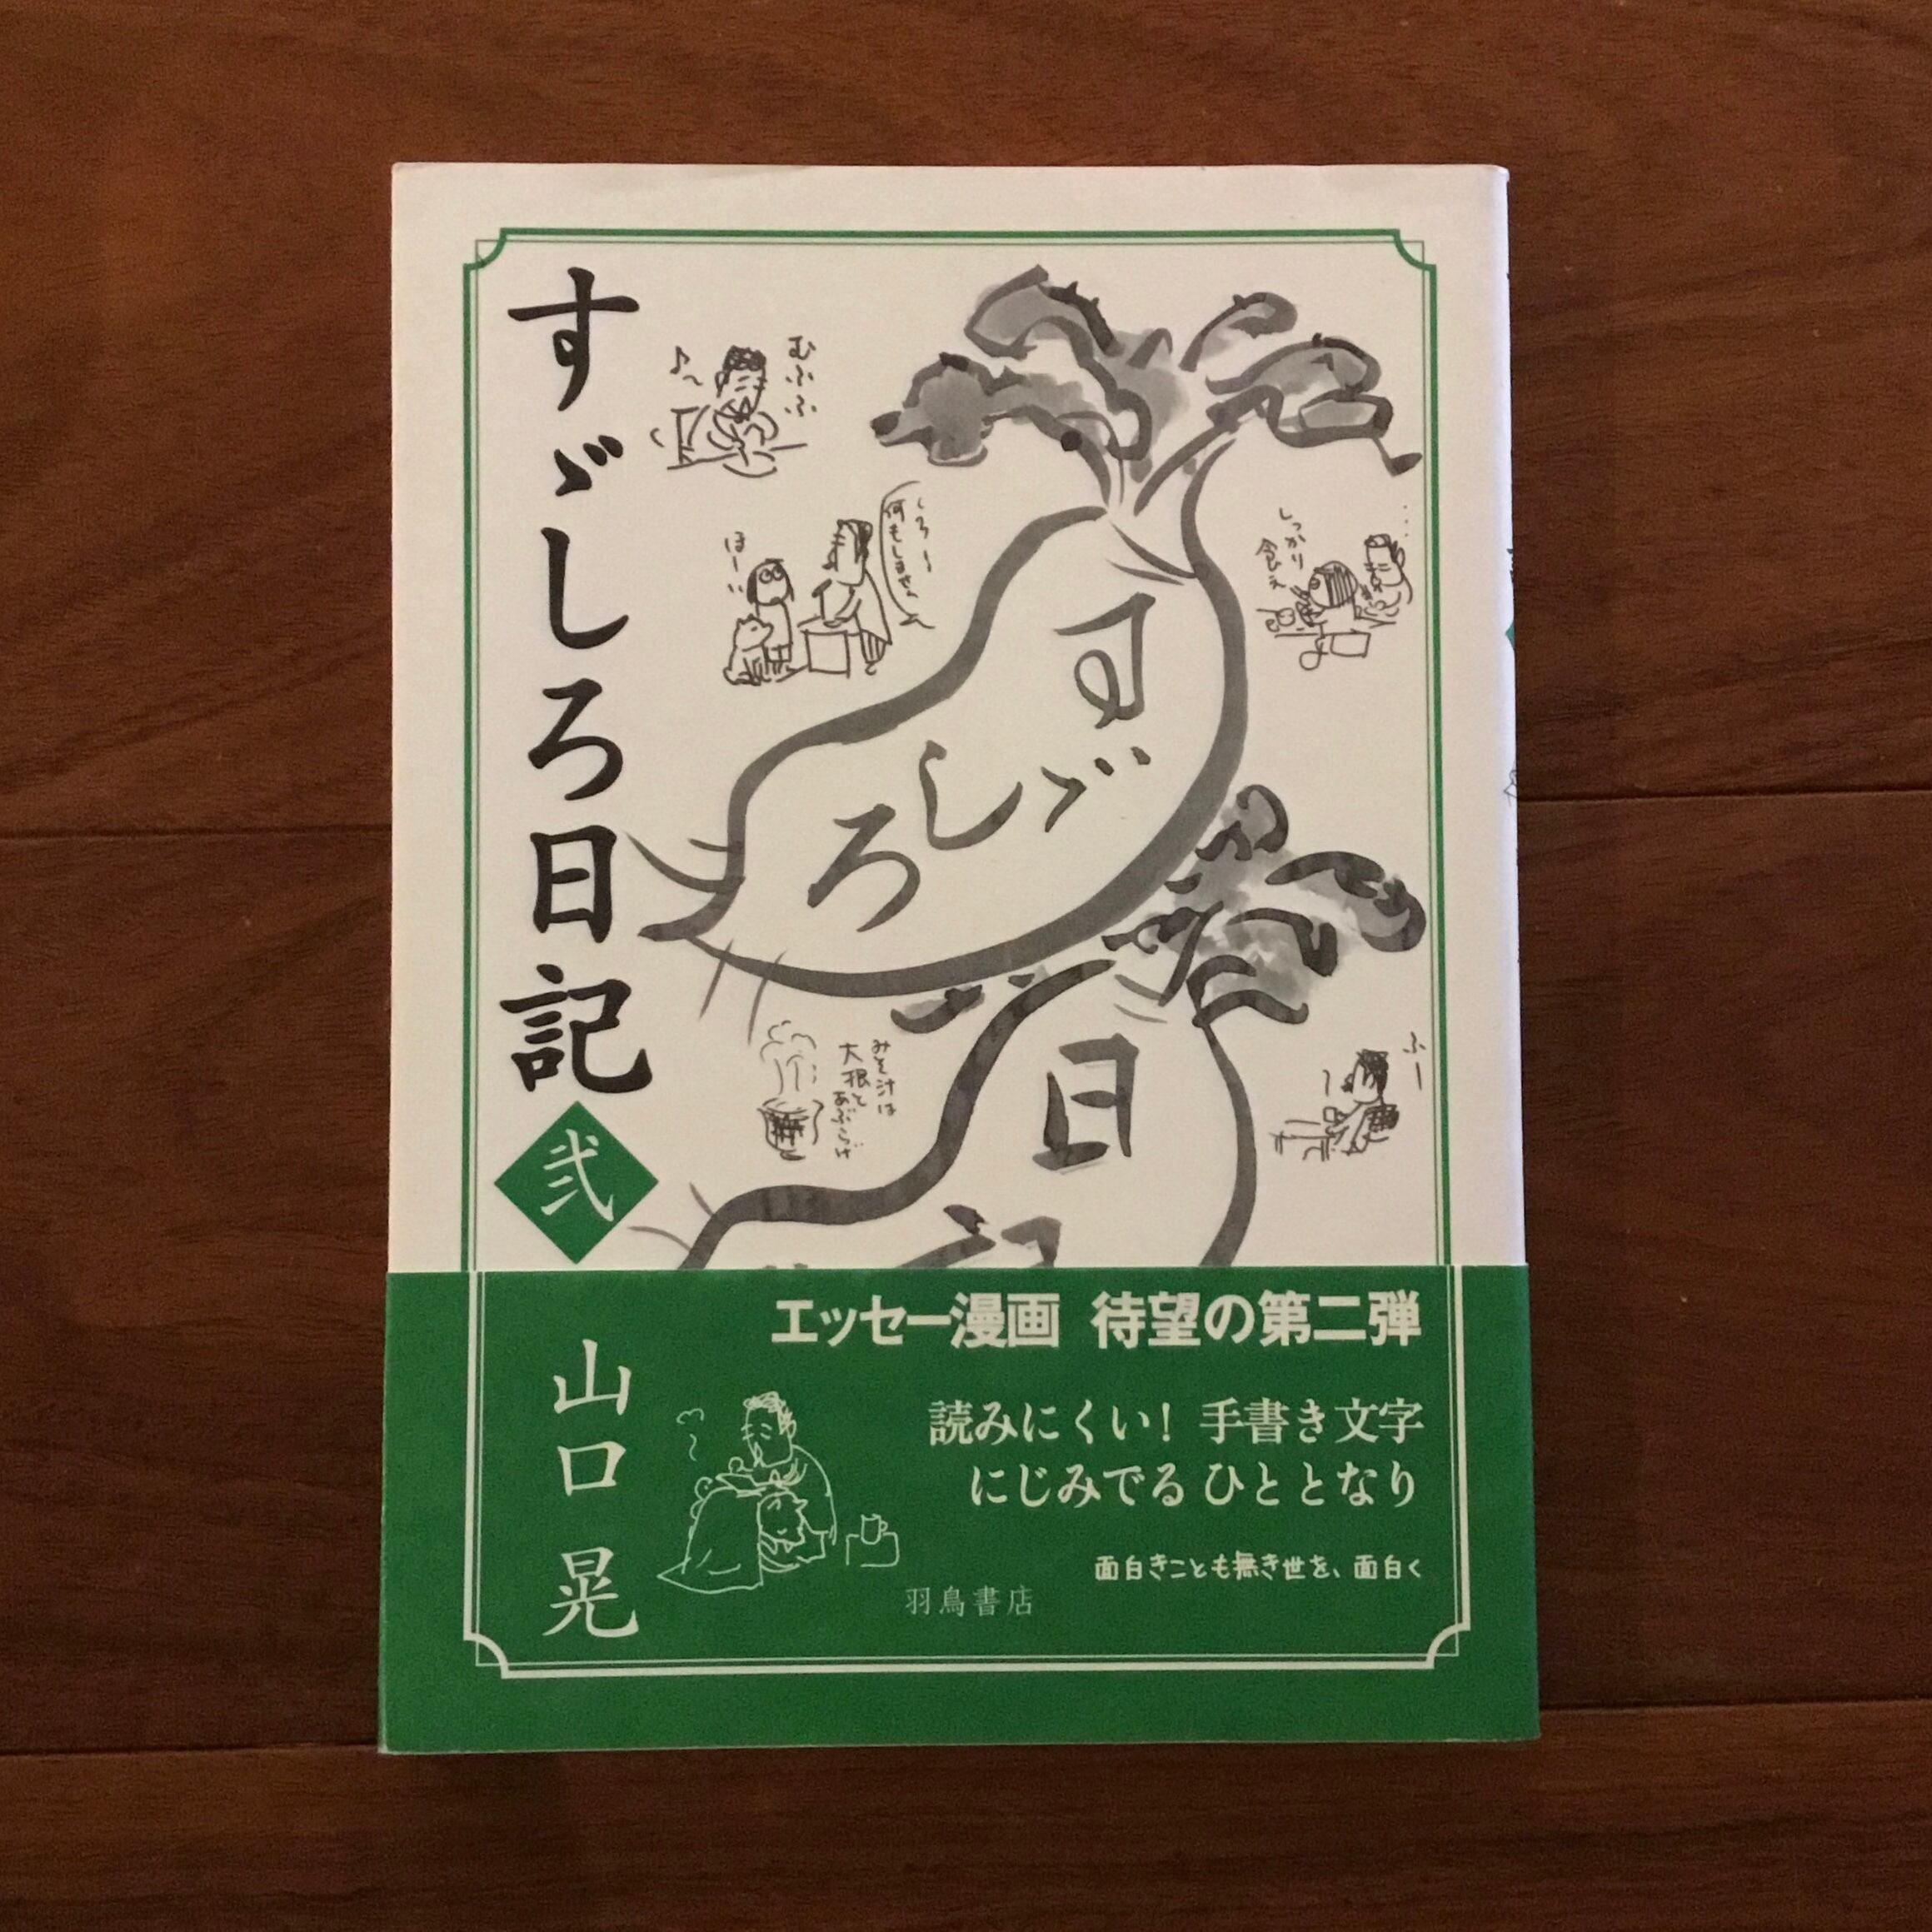 すゞしろ日記
弐
むふふ
何もしません
ほーい
しっかり
食え
すゞしろ
日
記
みそ汁は
大根と
あぶらげ
ふー
エッセー漫画 待望の第二弾
読みにくい! 手書き文字
にじみでる ひととなり
面白きことも無き世を、面白く
山口 晃
羽鳥書店